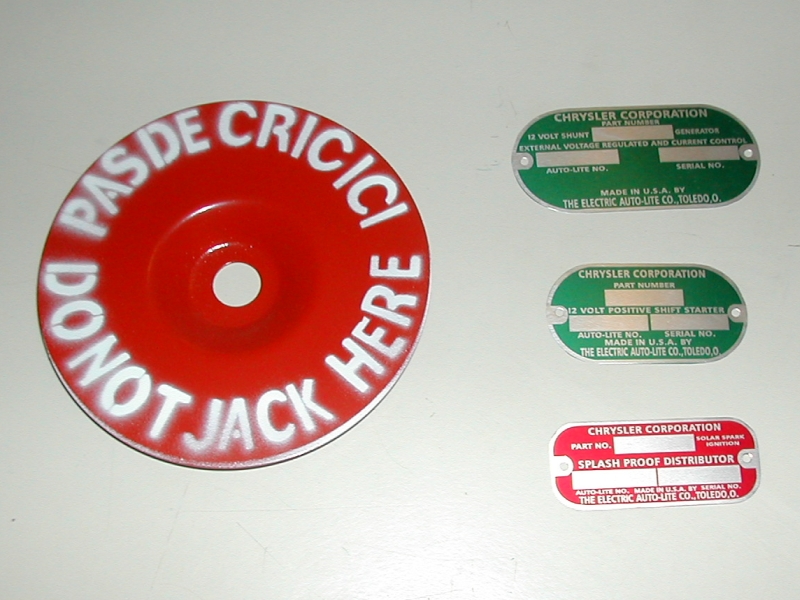 PAS DE CRIC ICI
DO NOT JACK HERE
CHRYSLER CORPORATION
PART NUMBER
12 VOLT SHUNT GENERATOR
EXTERNAL VOLTAGE REGULATED AND CURRENT CONTROL
AUTO-LITE NO. SERIAL NO.
MADE IN U.S.A. BY
THE ELECTRIC AUTO-LITE CO., TOLEDO, O.
CHRYSLER CORPORATION
PART NUMBER
12 VOLT POSITIVE SHIFT STARTER
AUTO-LITE NO. SERIAL NO.
MADE IN U.S.A. BY
THE ELECTRIC AUTO-LITE CO., TOLEDO, O.
CHRYSLER CORPORATION
PART NO. SOLAR SPARK IGNITION
SPLASH PROOF DISTRIBUTOR
AUTO-LITE NO. MADE IN U.S.A. BY SERIAL NO.
THE ELECTRIC AUTO-LITE CO., TOLEDO, O.